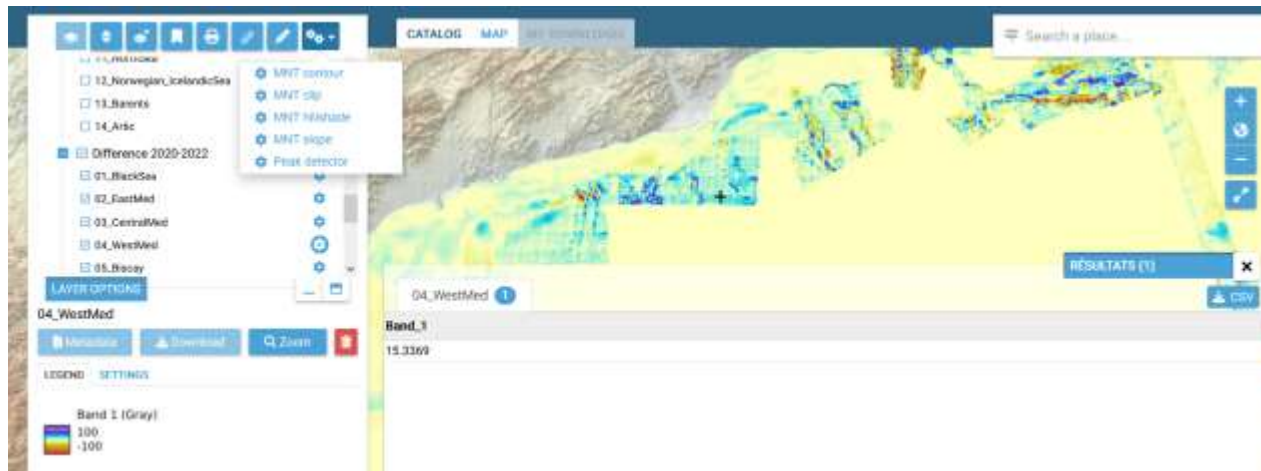 CATALOG MAP MY DOWNLOADS
Search a place...
12_Norwegian_IcelandicSea
13_Barents
14_Artic
MNT contour
MNT clip
MNT hillshade
MNT slope
Peak detector
Difference 2020-2022
01_BlackSea
02_EastMed
03_CentralMed
04_WestMed
05_Biscay
LAYER OPTIONS
04_WestMed
Metadata Download Zoom
LEGEND SETTINGS
Band 1 (Gray)
100
-100
RÉSULTATS (1)
04_WestMed 1
CSV
Band_1
15.3369